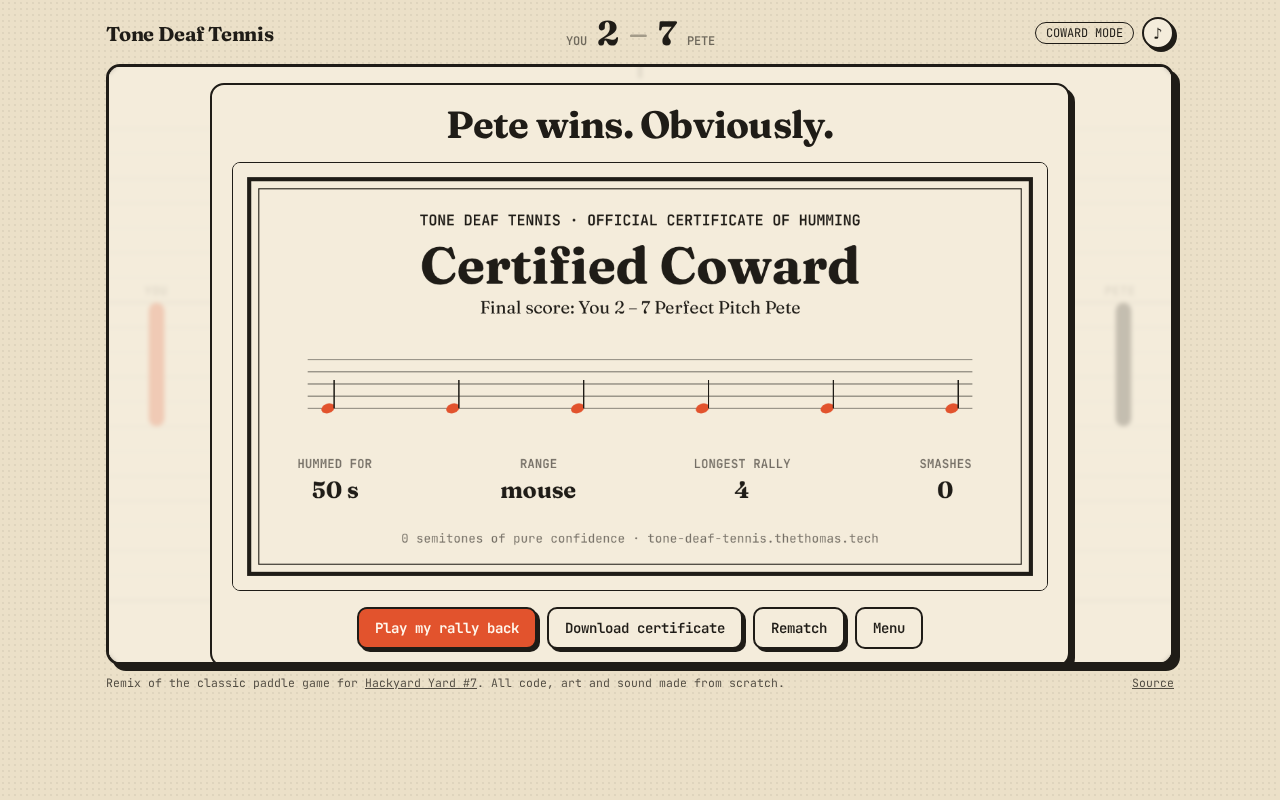 Tone Deaf Tennis
YOU 2 – 7 PETE
COWARD MODE ♪
Pete wins. Obviously.
TONE DEAF TENNIS · OFFICIAL CERTIFICATE OF HUMMING
Certified Coward
Final score: You 2 – 7 Perfect Pitch Pete
HUMMED FOR RANGE LONGEST RALLY SMASHES
50 s mouse 4 0
0 semitones of pure confidence · tone-deaf-tennis.thethomas.tech
Play my rally back Download certificate Rematch Menu
Remix of the classic paddle game for Hackyard Yard #7. All code, art and sound made from scratch. Source